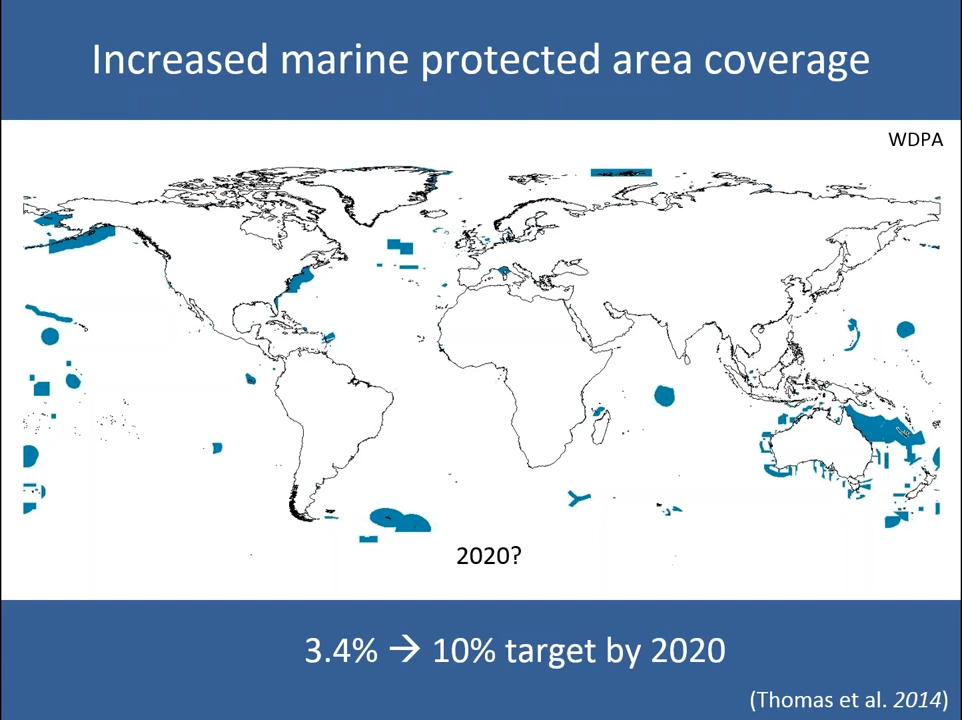 Increased marine protected area coverage
WDPA
2020?
3.4% → 10% target by 2020
(Thomas et al. 2014)